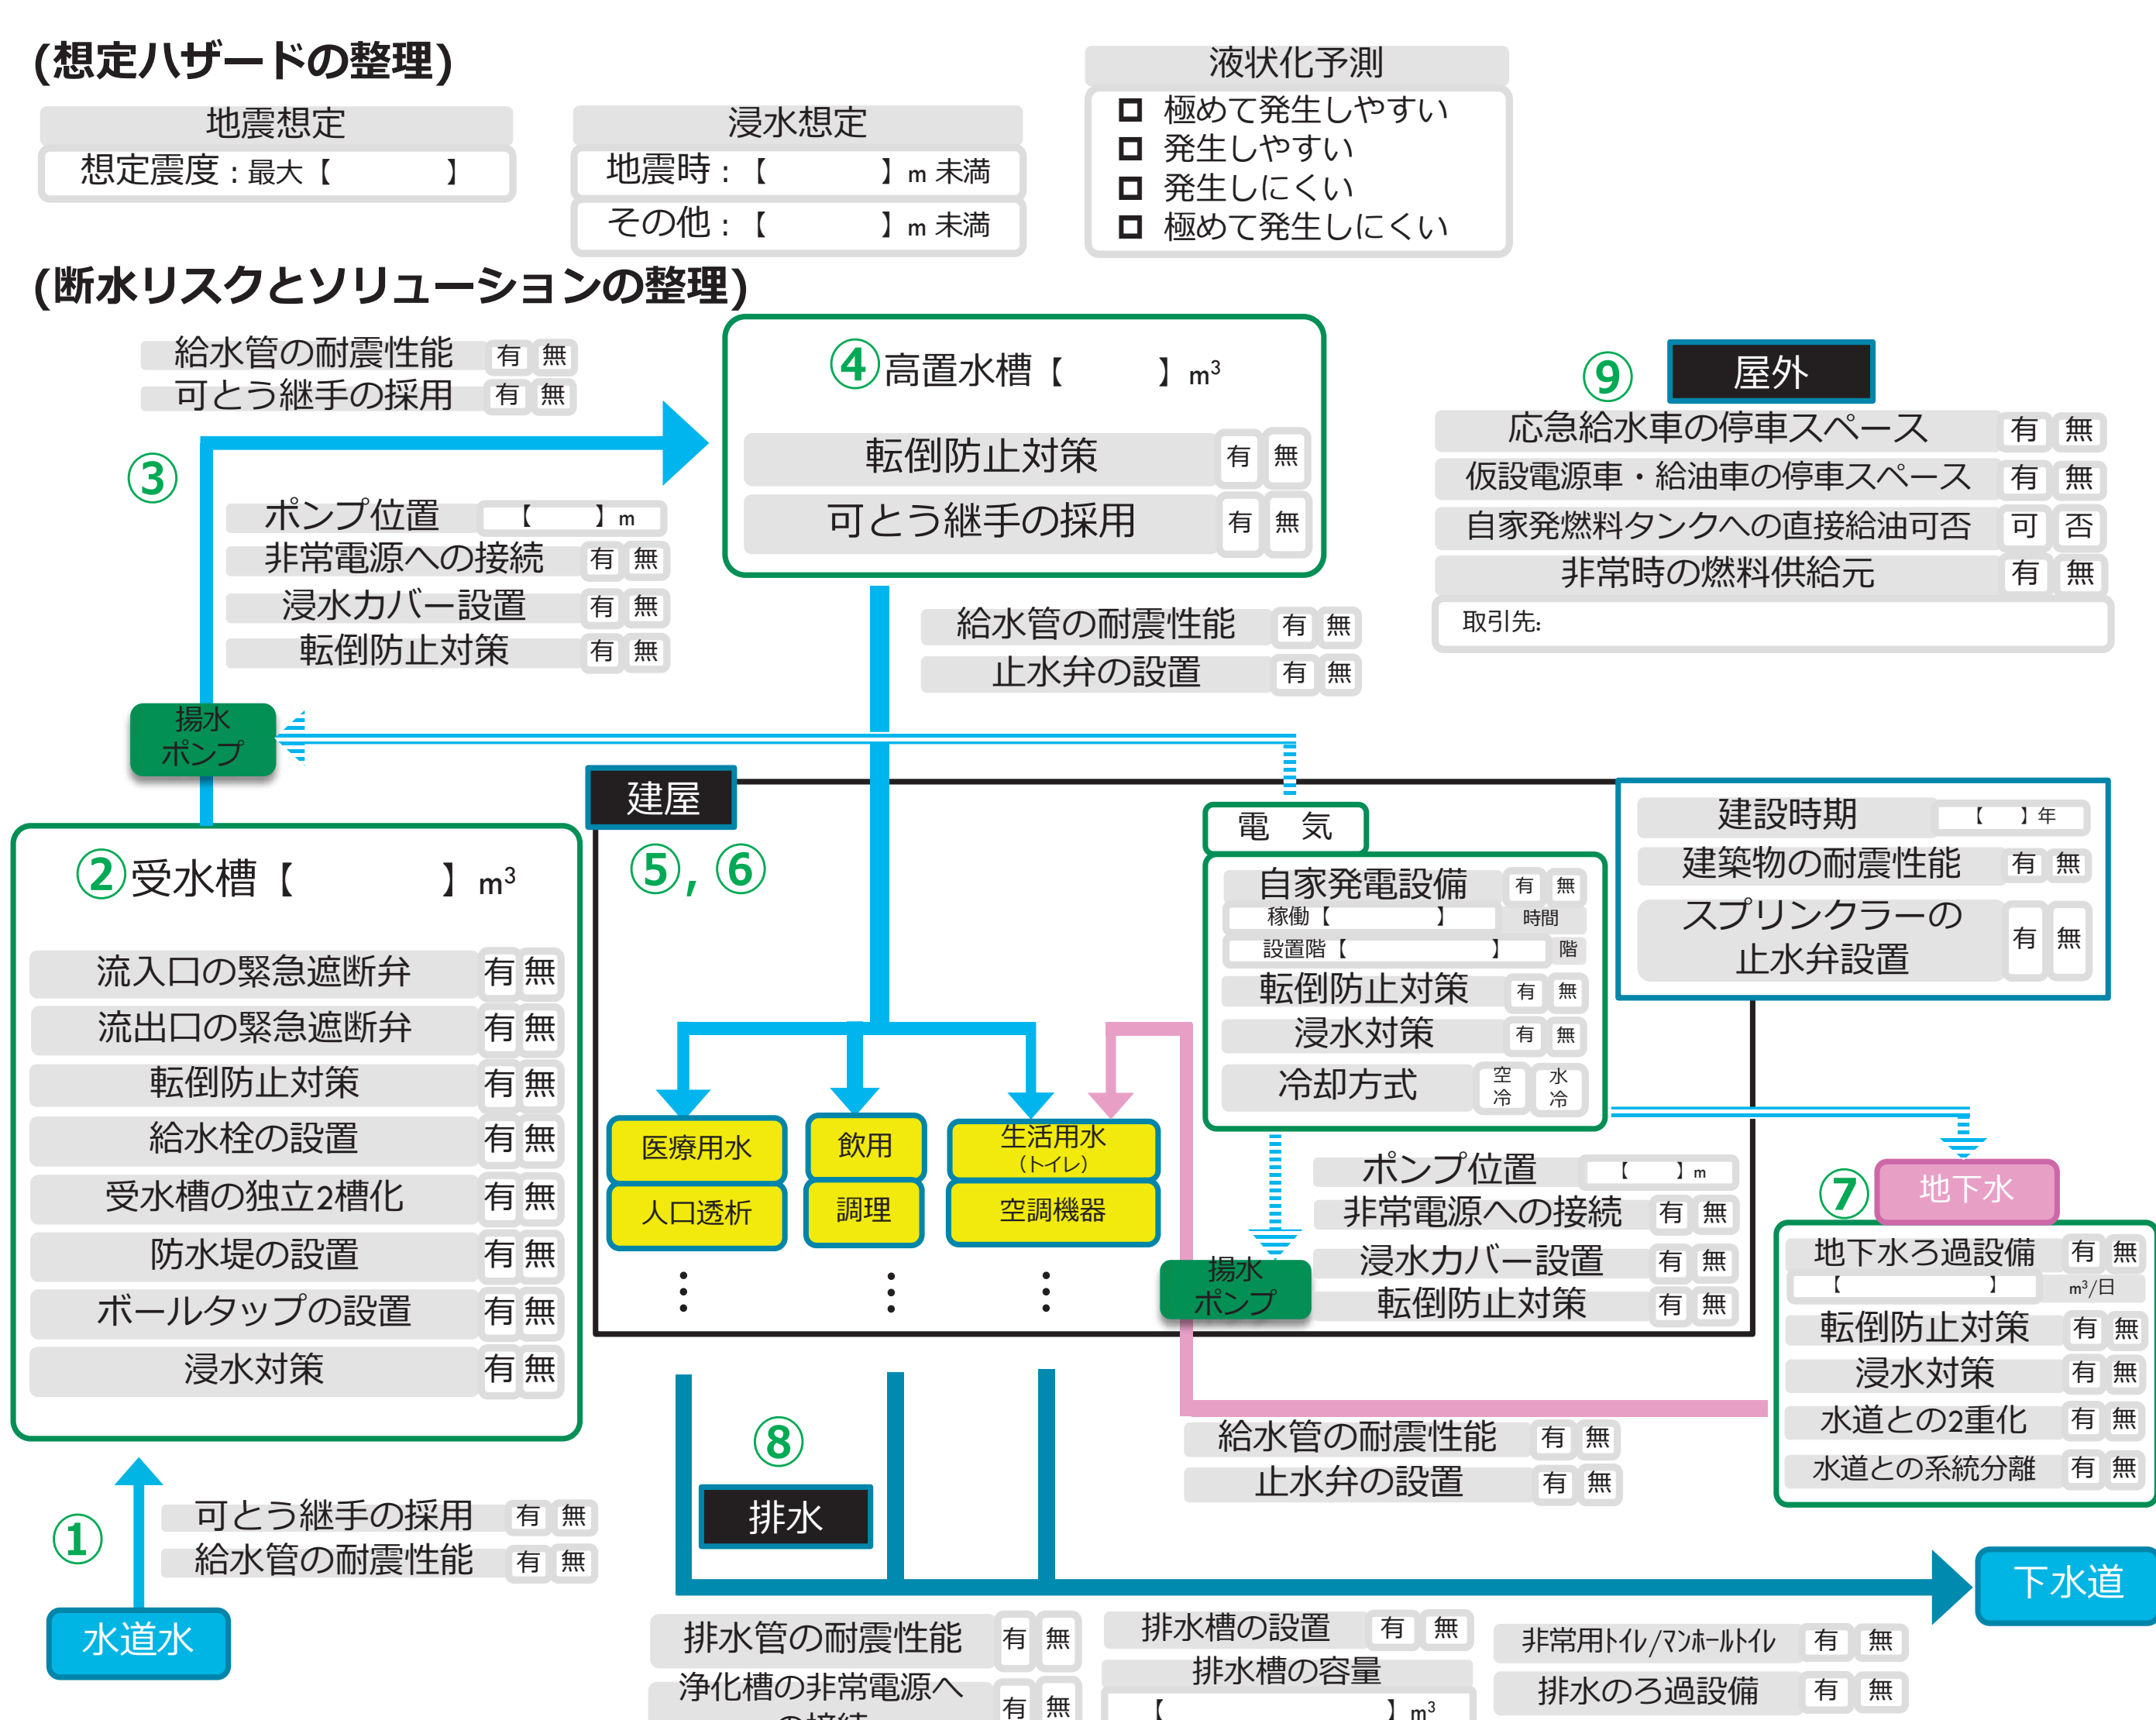 (想定ハザードの整理)
地震想定
想定震度：最大【　　　】
浸水想定
地震時：【　　　】m 未満
その他：【　　　】m 未満
液状化予測
極めて発生しやすい
発生しやすい
発生しにくい
極めて発生しにくい
(断水リスクとソリューションの整理)
給水管の耐震性能 有 無
可とう継手の採用 有 無
③
ポンプ位置 【　　】m
非常電源への接続 有 無
浸水カバー設置 有 無
転倒防止対策 有 無
揚水
ポンプ
④高置水槽【　　】m³
転倒防止対策 有 無
可とう継手の採用 有 無
給水管の耐震性能 有 無
止水弁の設置 有 無
⑨ 屋外
応急給水車の停車スペース 有 無
仮設電源車・給油車の停車スペース 有 無
自家発燃料タンクへの直接給油可否 可 否
非常時の燃料供給元 有 無
取引先:
②受水槽【　　　】m³
流入口の緊急遮断弁 有 無
流出口の緊急遮断弁 有 無
転倒防止対策 有 無
給水栓の設置 有 無
受水槽の独立2槽化 有 無
防水堤の設置 有 無
ボールタップの設置 有 無
浸水対策 有 無
①
可とう継手の採用 有 無
給水管の耐震性能 有 無
水道水
建屋
⑤, ⑥
電　気
自家発電設備 有 無
稼働【　　　】時間
設置階【　　　】階
転倒防止対策 有 無
浸水対策 有 無
冷却方式 空冷 水冷
建設時期 【　】年
建築物の耐震性能 有 無
スプリンクラーの
止水弁設置 有 無
医療用水
人口透析
⋮
飲用
調理
⋮
生活用水
（トイレ）
空調機器
⋮
揚水
ポンプ
ポンプ位置 【　　】m
非常電源への接続 有 無
浸水カバー設置 有 無
転倒防止対策 有 無
⑦ 地下水
地下水ろ過設備 有 無
【　　　】m³/日
転倒防止対策 有 無
浸水対策 有 無
水道との2重化 有 無
水道との系統分離 有 無
給水管の耐震性能 有 無
止水弁の設置 有 無
⑧
排水
下水道
排水管の耐震性能 有 無
浄化槽の非常電源へ
の接続 有 無
排水槽の設置 有 無
排水槽の容量
【　　　】m³
非常用トイレ/マンホールトイレ 有 無
排水のろ過設備 有 無